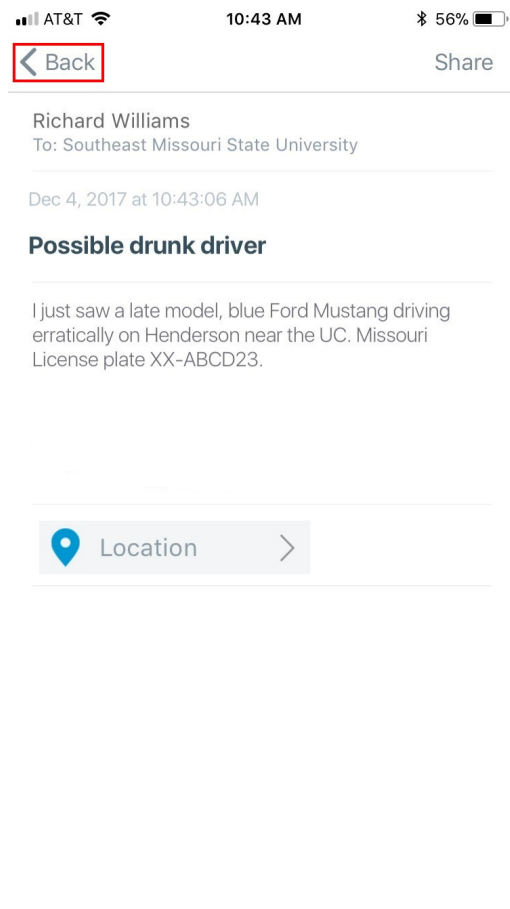 AT&T 10:43 AM 56%
Back Share
Richard Williams
To: Southeast Missouri State University
Dec 4, 2017 at 10:43:06 AM
Possible drunk driver
I just saw a late model, blue Ford Mustang driving
erratically on Henderson near the UC. Missouri
License plate XX-ABCD23.
Location